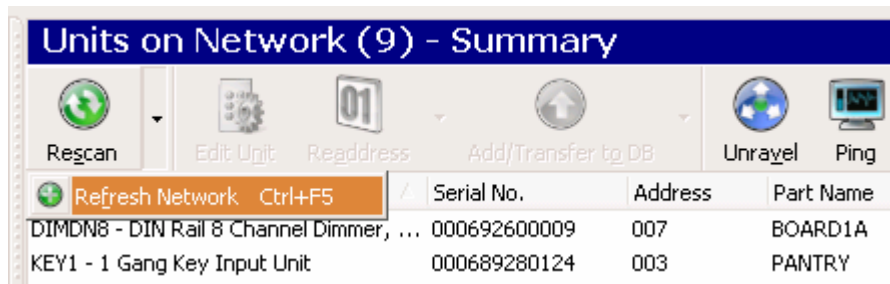 Units on Network (9) - Summary
01
Rescan Edit Unit Readdress Add/Transfer to DB Unravel Ping
Refresh Network Ctrl+F5 Serial No. Address Part Name
DIMDN8 - DIN Rail 8 Channel Dimmer, ... 000692600009 007 BOARD1A
KEY1 - 1 Gang Key Input Unit 000689280124 003 PANTRY